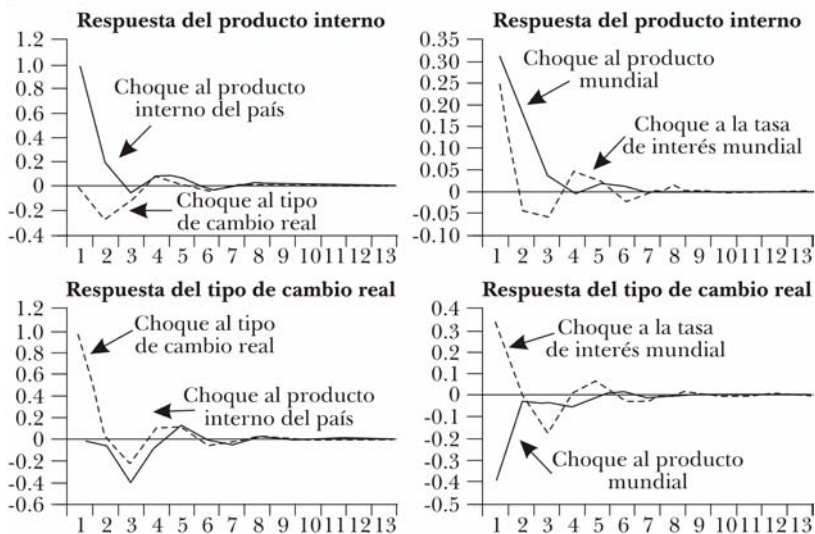 Respuesta del producto interno
1.2
1.0
0.8
0.6
0.4
0.2
0
-0.2
-0.4
Choque al producto
interno del país
Choque al tipo
de cambio real
1 2 3 4 5 6 7 8 9 10 11 12 13
Respuesta del producto interno
0.35
0.30
0.25
0.20
0.15
0.10
0.05
0
-0.05
-0.10
Choque al producto
mundial
Choque a la tasa
de interés mundial
1 2 3 4 5 6 7 8 9 10 11 12 13
Respuesta del tipo de cambio real
1.2
1.0
0.8
0.6
0.4
0.2
0
-0.2
-0.4
-0.6
Choque al tipo
de cambio real
Choque al producto
interno del país
1 2 3 4 5 6 7 8 9 10 11 12 13
Respuesta del tipo de cambio real
0.4
0.3
0.2
0.1
0
-0.1
-0.2
-0.3
-0.4
-0.5
Choque a la tasa
de interés mundial
Choque al producto
mundial
1 2 3 4 5 6 7 8 9 10 11 12 13